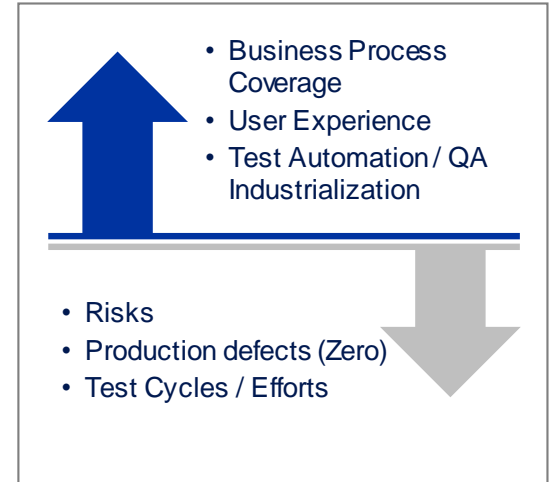 • Business Process
Coverage
• User Experience
• Test Automation / QA
Industrialization
• Risks
• Production defects (Zero)
• Test Cycles / Efforts